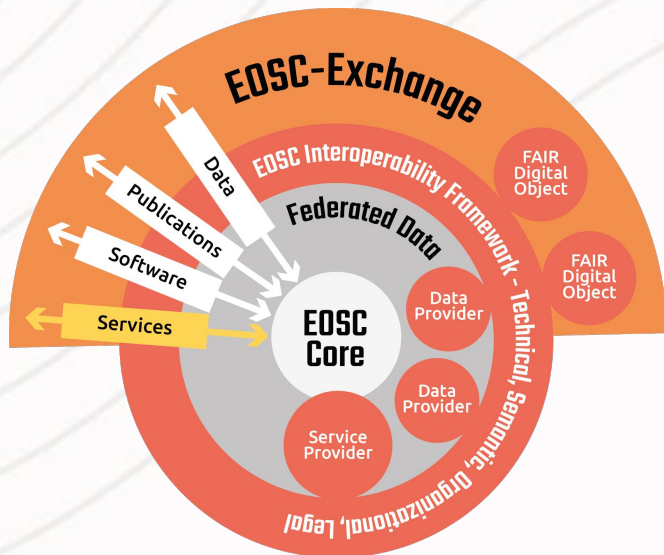 EOSC-Exchange
EOSC Interoperability Framework - Technical, Semantic, Organizational, Legal
Federated Data
Data
Publications
Software
Services
EOSC
Core
FAIR
Digital
Object
FAIR
Digital
Object
Data
Provider
Data
Provider
Service
Provider